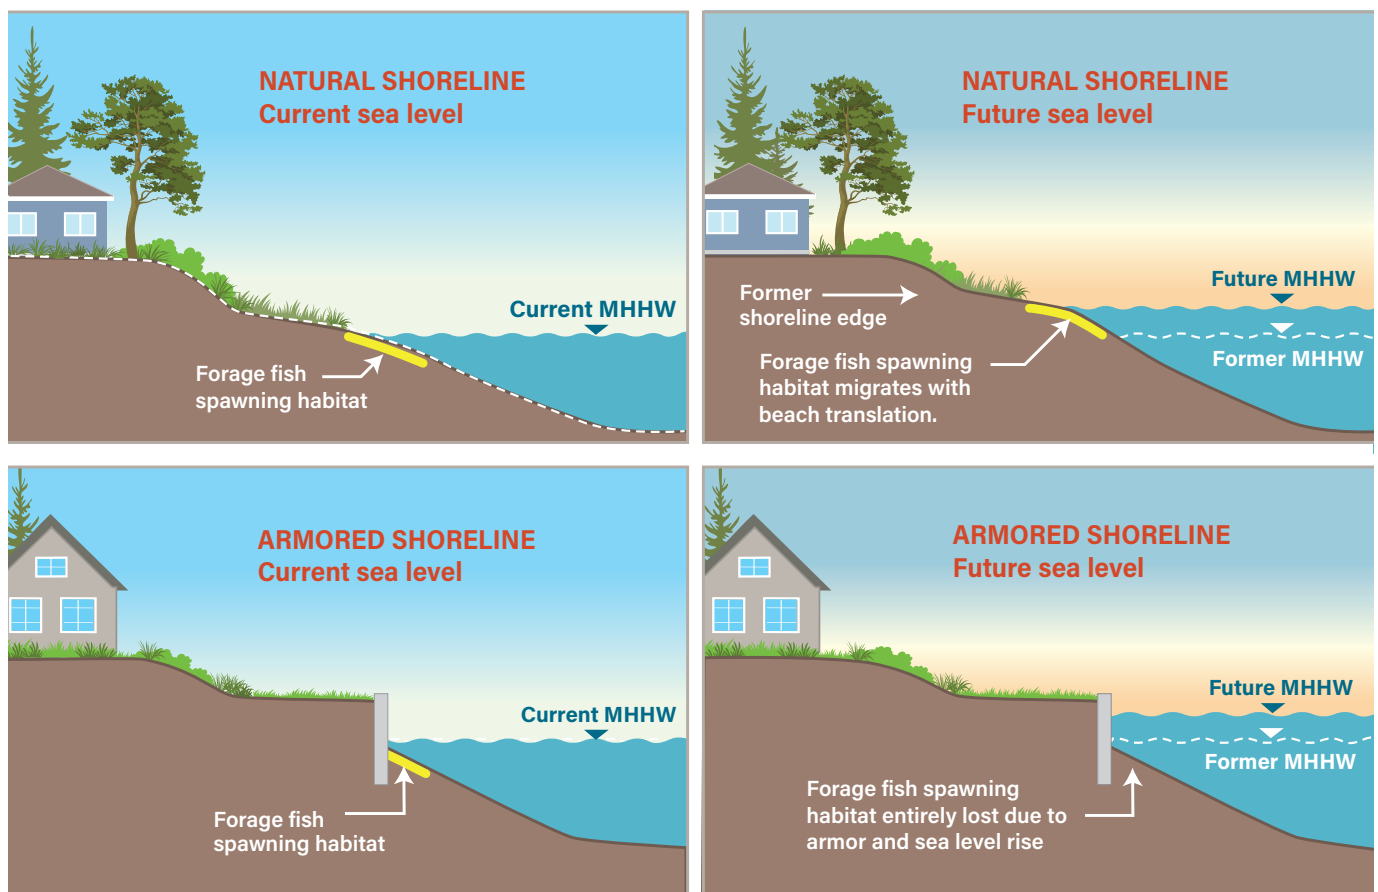 NATURAL SHORELINE
Current sea level
Current MHHW
Forage fish
spawning habitat
NATURAL SHORELINE
Future sea level
Future MHHW
Former
shoreline edge
Former MHHW
Forage fish spawning
habitat migrates with
beach translation.
ARMORED SHORELINE
Current sea level
Current MHHW
Forage fish
spawning habitat
ARMORED SHORELINE
Future sea level
Future MHHW
Former MHHW
Forage fish spawning
habitat entirely lost due to
armor and sea level rise